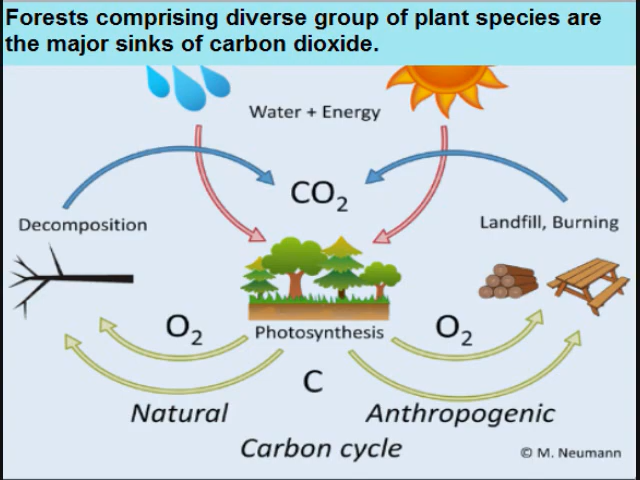 Forests comprising diverse group of plant species are
the major sinks of carbon dioxide.
Water + Energy
CO₂
Decomposition
Landfill, Burning
O₂
Photosynthesis
O₂
C
Natural
Anthropogenic
Carbon cycle
© M. Neumann